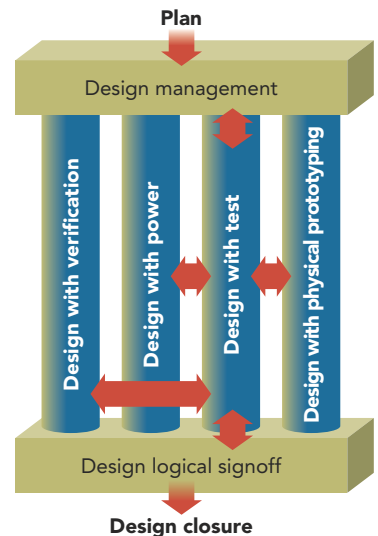 Plan
Design management
Design with verification
Design with power
Design with test
Design with physical prototyping
Design logical signoff
Design closure